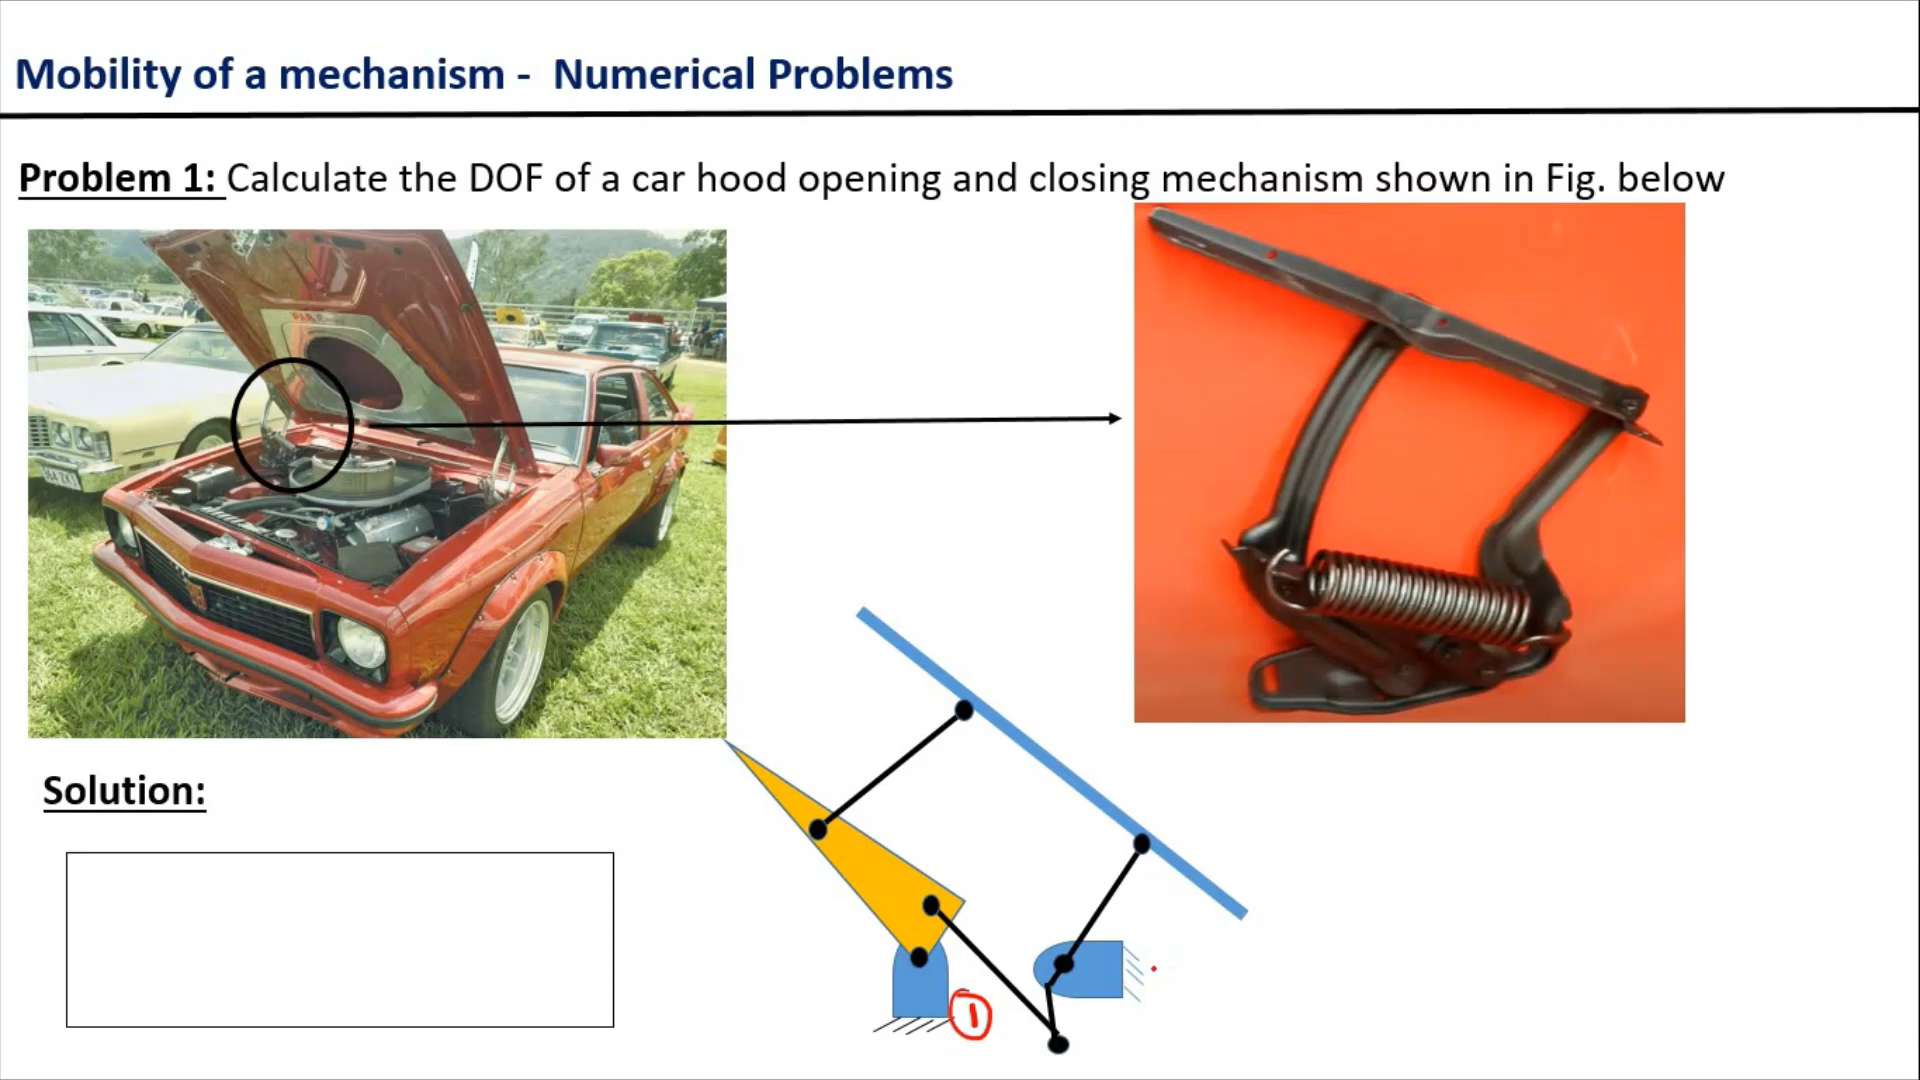 Mobility of a mechanism - Numerical Problems
Problem 1: Calculate the DOF of a car hood opening and closing mechanism shown in Fig. below
Solution:
1